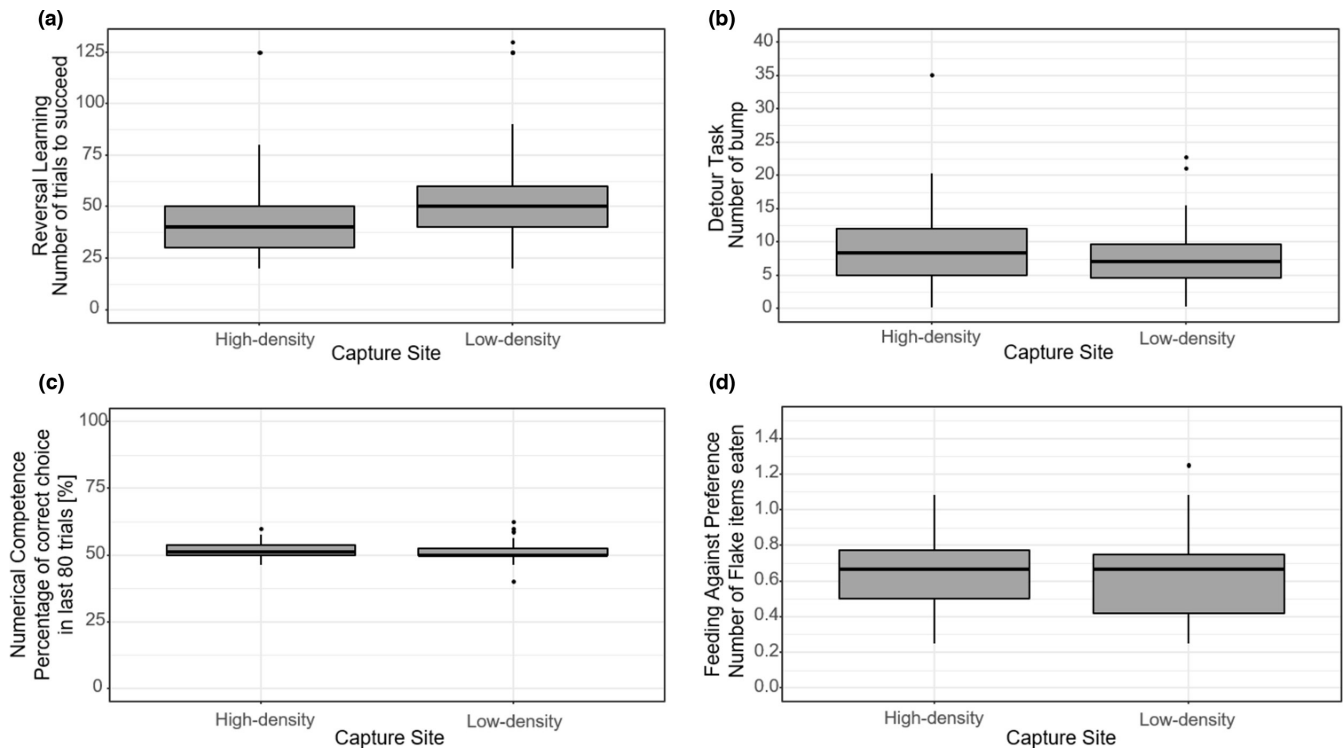 (a)
Reversal Learning
Number of trials to succeed
125
100
75
50
25
0
High-density
Low-density
Capture Site
(b)
Detour Task
Number of bump
40
35
30
25
20
15
10
5
0
High-density
Low-density
Capture Site
(c)
Numerical Competence
Percentage of correct choice
in last 80 trials [%]
100
75
50
25
0
High-density
Low-density
Capture Site
(d)
Feeding Against Preference
Number of Flake items eaten
1.4
1.2
1.0
0.8
0.6
0.4
0.2
0.0
High-density
Low-density
Capture Site